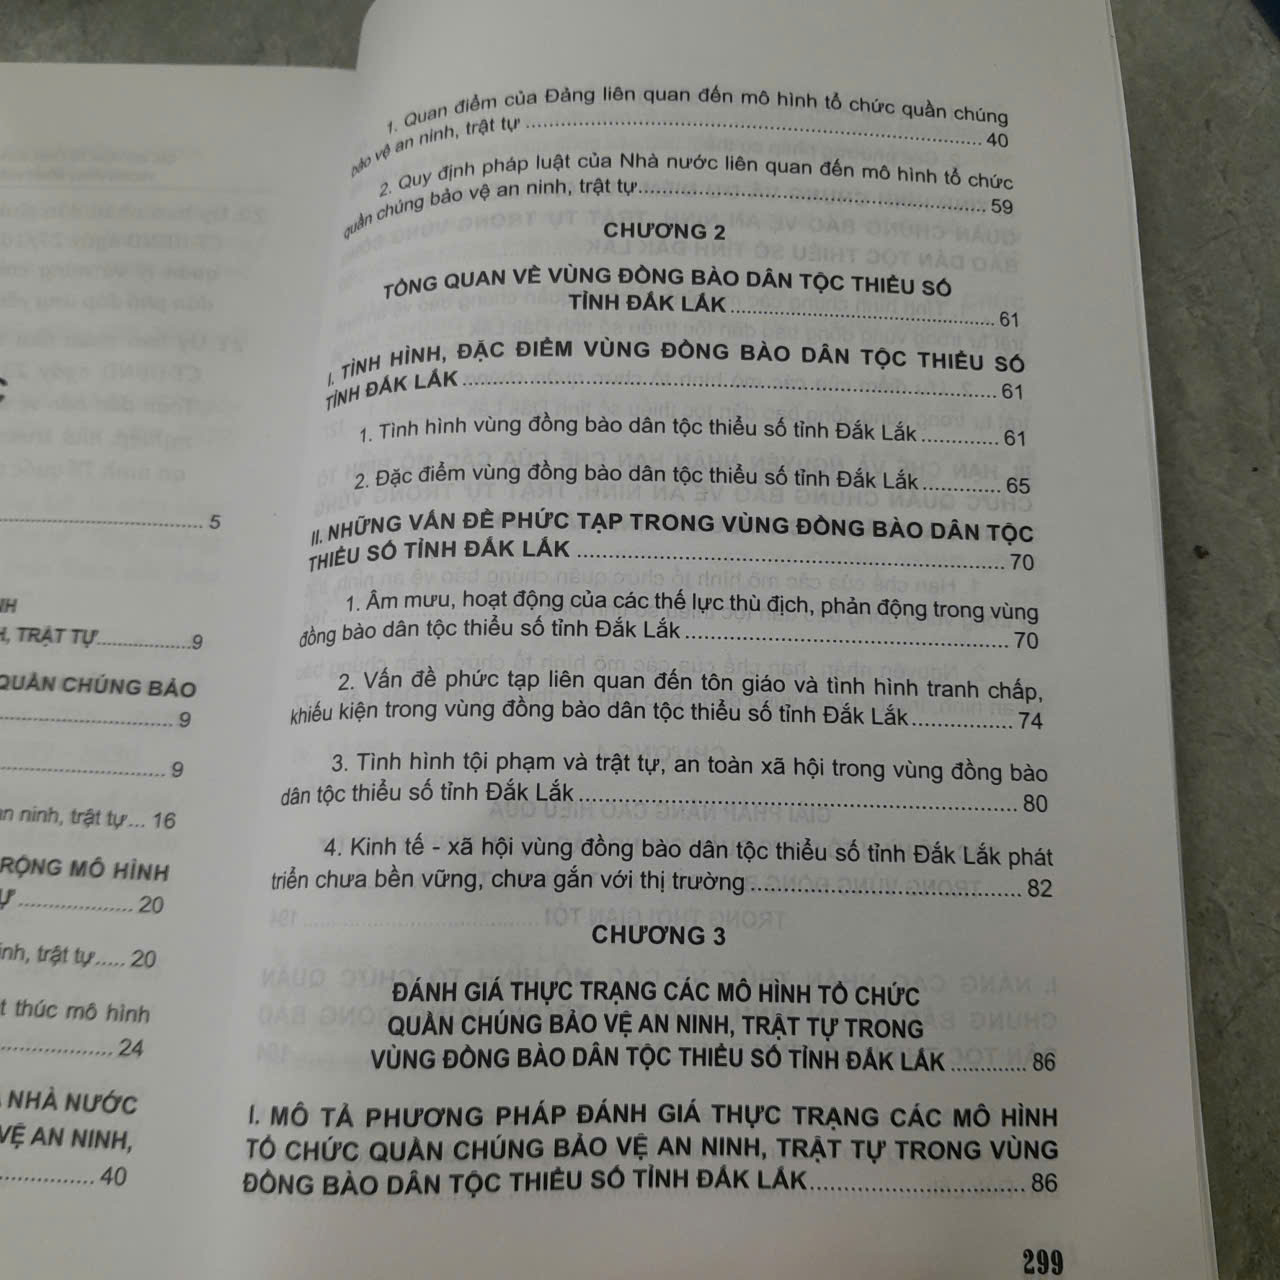 5
NH
H, TRẬT TỰ..........9
QUẦN CHÚNG BẢO
.......... 9
.......... 9
an ninh, trật tự... 16
RỘNG MÔ HÌNH
Ự .......... 20
ninh, trật tự..... 20
t thúc mô hình
.......... 24
NHÀ NƯỚC
VỆ AN NINH,
.......... 40
1. Quan điểm của Đảng liên quan đến mô hình tổ chức quần chúng
bảo vệ an ninh, trật tự .......... 40
2. Quy định pháp luật của Nhà nước liên quan đến mô hình tổ chức
quần chúng bảo vệ an ninh, trật tự.......... 59
CHƯƠNG 2
TỔNG QUAN VỀ VÙNG ĐỒNG BÀO DÂN TỘC THIỂU SỐ
TỈNH ĐẮK LẮK .......... 61
I. TÌNH HÌNH, ĐẶC ĐIỂM VÙNG ĐỒNG BÀO DÂN TỘC THIỂU SỐ
TỈNH ĐẮK LẮK .......... 61
1. Tình hình vùng đồng bào dân tộc thiểu số tỉnh Đắk Lắk .......... 61
2. Đặc điểm vùng đồng bào dân tộc thiểu số tỉnh Đắk Lắk .......... 65
II. NHỮNG VẤN ĐỀ PHỨC TẠP TRONG VÙNG ĐỒNG BÀO DÂN TỘC
THIỂU SỐ TỈNH ĐẮK LẮK .......... 70
1. Âm mưu, hoạt động của các thế lực thù địch, phản động trong vùng
đồng bào dân tộc thiểu số tỉnh Đắk Lắk .......... 70
2. Vấn đề phức tạp liên quan đến tôn giáo và tình hình tranh chấp,
khiếu kiện trong vùng đồng bào dân tộc thiểu số tỉnh Đắk Lắk .......... 74
3. Tình hình tội phạm và trật tự, an toàn xã hội trong vùng đồng bào
dân tộc thiểu số tỉnh Đắk Lắk .......... 80
4. Kinh tế - xã hội vùng đồng bào dân tộc thiểu số tỉnh Đắk Lắk phát
triển chưa bền vững, chưa gắn với thị trường .......... 82
CHƯƠNG 3
ĐÁNH GIÁ THỰC TRẠNG CÁC MÔ HÌNH TỔ CHỨC
QUẦN CHÚNG BẢO VỆ AN NINH, TRẬT TỰ TRONG
VÙNG ĐỒNG BÀO DÂN TỘC THIỂU SỐ TỈNH ĐẮK LẮK .......... 86
I. MÔ TẢ PHƯƠNG PHÁP ĐÁNH GIÁ THỰC TRẠNG CÁC MÔ HÌNH
TỔ CHỨC QUẦN CHÚNG BẢO VỆ AN NINH, TRẬT TỰ TRONG VÙNG
ĐỒNG BÀO DÂN TỘC THIỂU SỐ TỈNH ĐẮK LẮK .......... 86
299